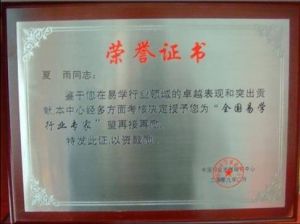 荣誉证书
夏 雨同志：
鉴于您在易学行业领域的卓越表现和突出贡
献本中心经多方面考核决定授予您为“全国易学
行业专家”望再接再励。
特发此证，以资鼓励